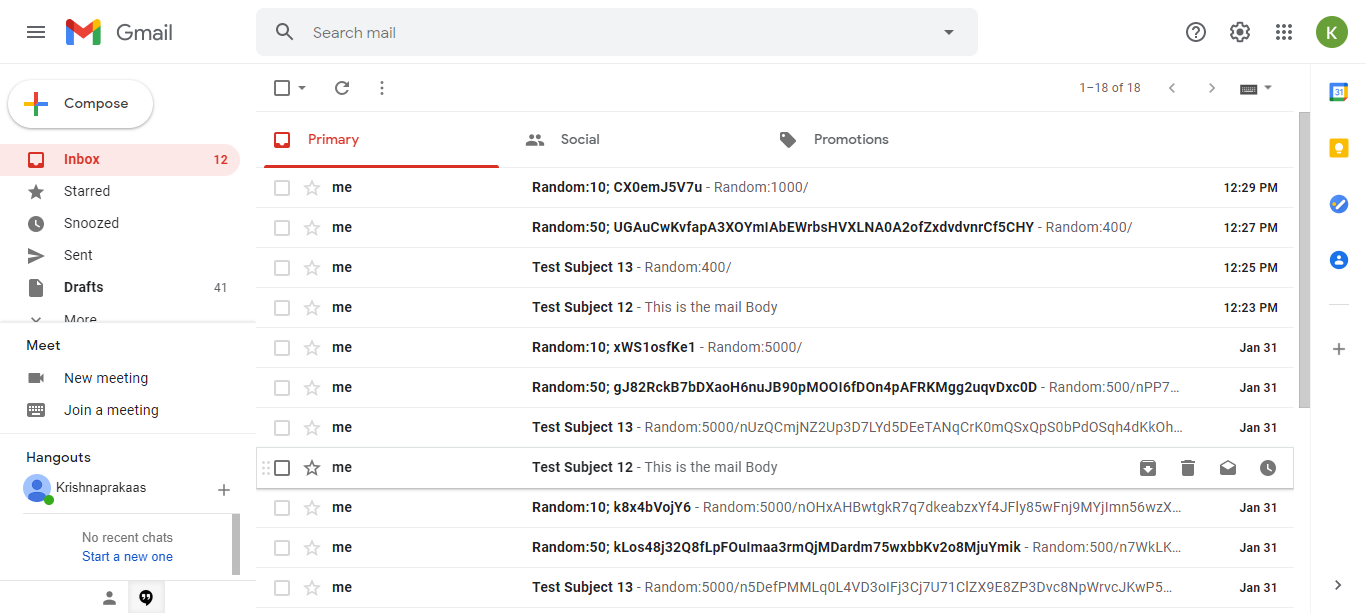 Gmail
Search mail
K
Compose
1–18 of 18
31
Primary
Social
Promotions
Inbox 12
Starred
Snoozed
Sent
Drafts 41
More
Meet
New meeting
Join a meeting
Hangouts
Krishnaprakaas
No recent chats
Start a new one
me Random:10; CX0emJ5V7u - Random:1000/ 12:29 PM
me Random:50; UGAuCwKvfapA3XOYmIAbEWrbsHVXLNA0A2ofZxdvdvnrCf5CHY - Random:400/ 12:27 PM
me Test Subject 13 - Random:400/ 12:25 PM
me Test Subject 12 - This is the mail Body 12:23 PM
me Random:10; xWS1osfKe1 - Random:5000/ Jan 31
me Random:50; gJ82RckB7bDXaoH6nuJB90pMOOI6fDOn4pAFRKMgg2uqvDxc0D - Random:500/nPP7… Jan 31
me Test Subject 13 - Random:5000/nUzQCmjNZ2Up3D7LYd5DEeTANqCrK0mQSxQpS0bPdOSqh4dKkOh… Jan 31
me Test Subject 12 - This is the mail Body
me Random:10; k8x4bVojY6 - Random:5000/nOHxAHBwtgkR7q7dkeabzxYf4JFly85wFnj9MYjImn56wzX… Jan 31
me Random:50; kLos48j32Q8fLpFOulmaa3rmQjMDardm75wxbbKv2o8MjuYmik - Random:500/n7WkLK… Jan 31
me Test Subject 13 - Random:5000/n5DefPMMLq0L4VD3oIFj3Cj7U71ClZX9E8ZP3Dvc8NpWrvcJKwP5… Jan 31